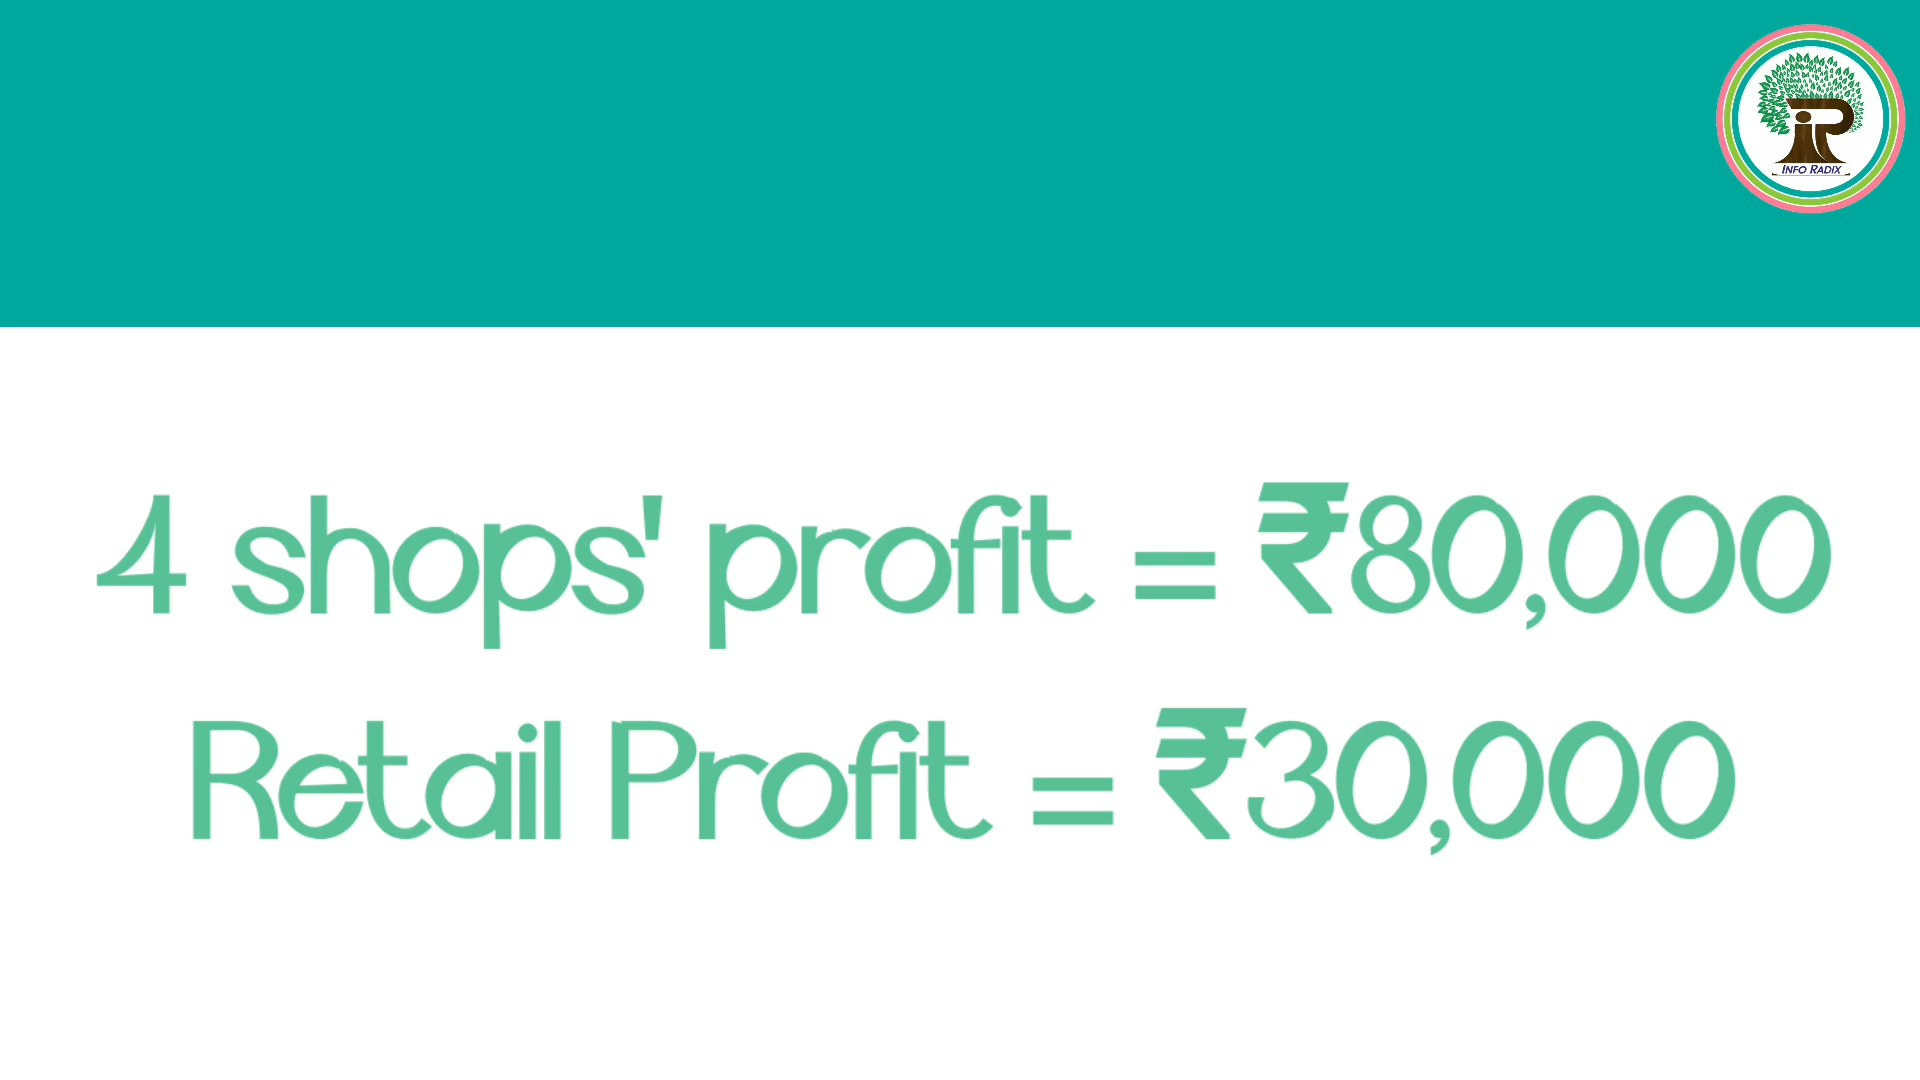 INFO RADIX
4 shops' profit = ₹80,000
Retail Profit = ₹30,000